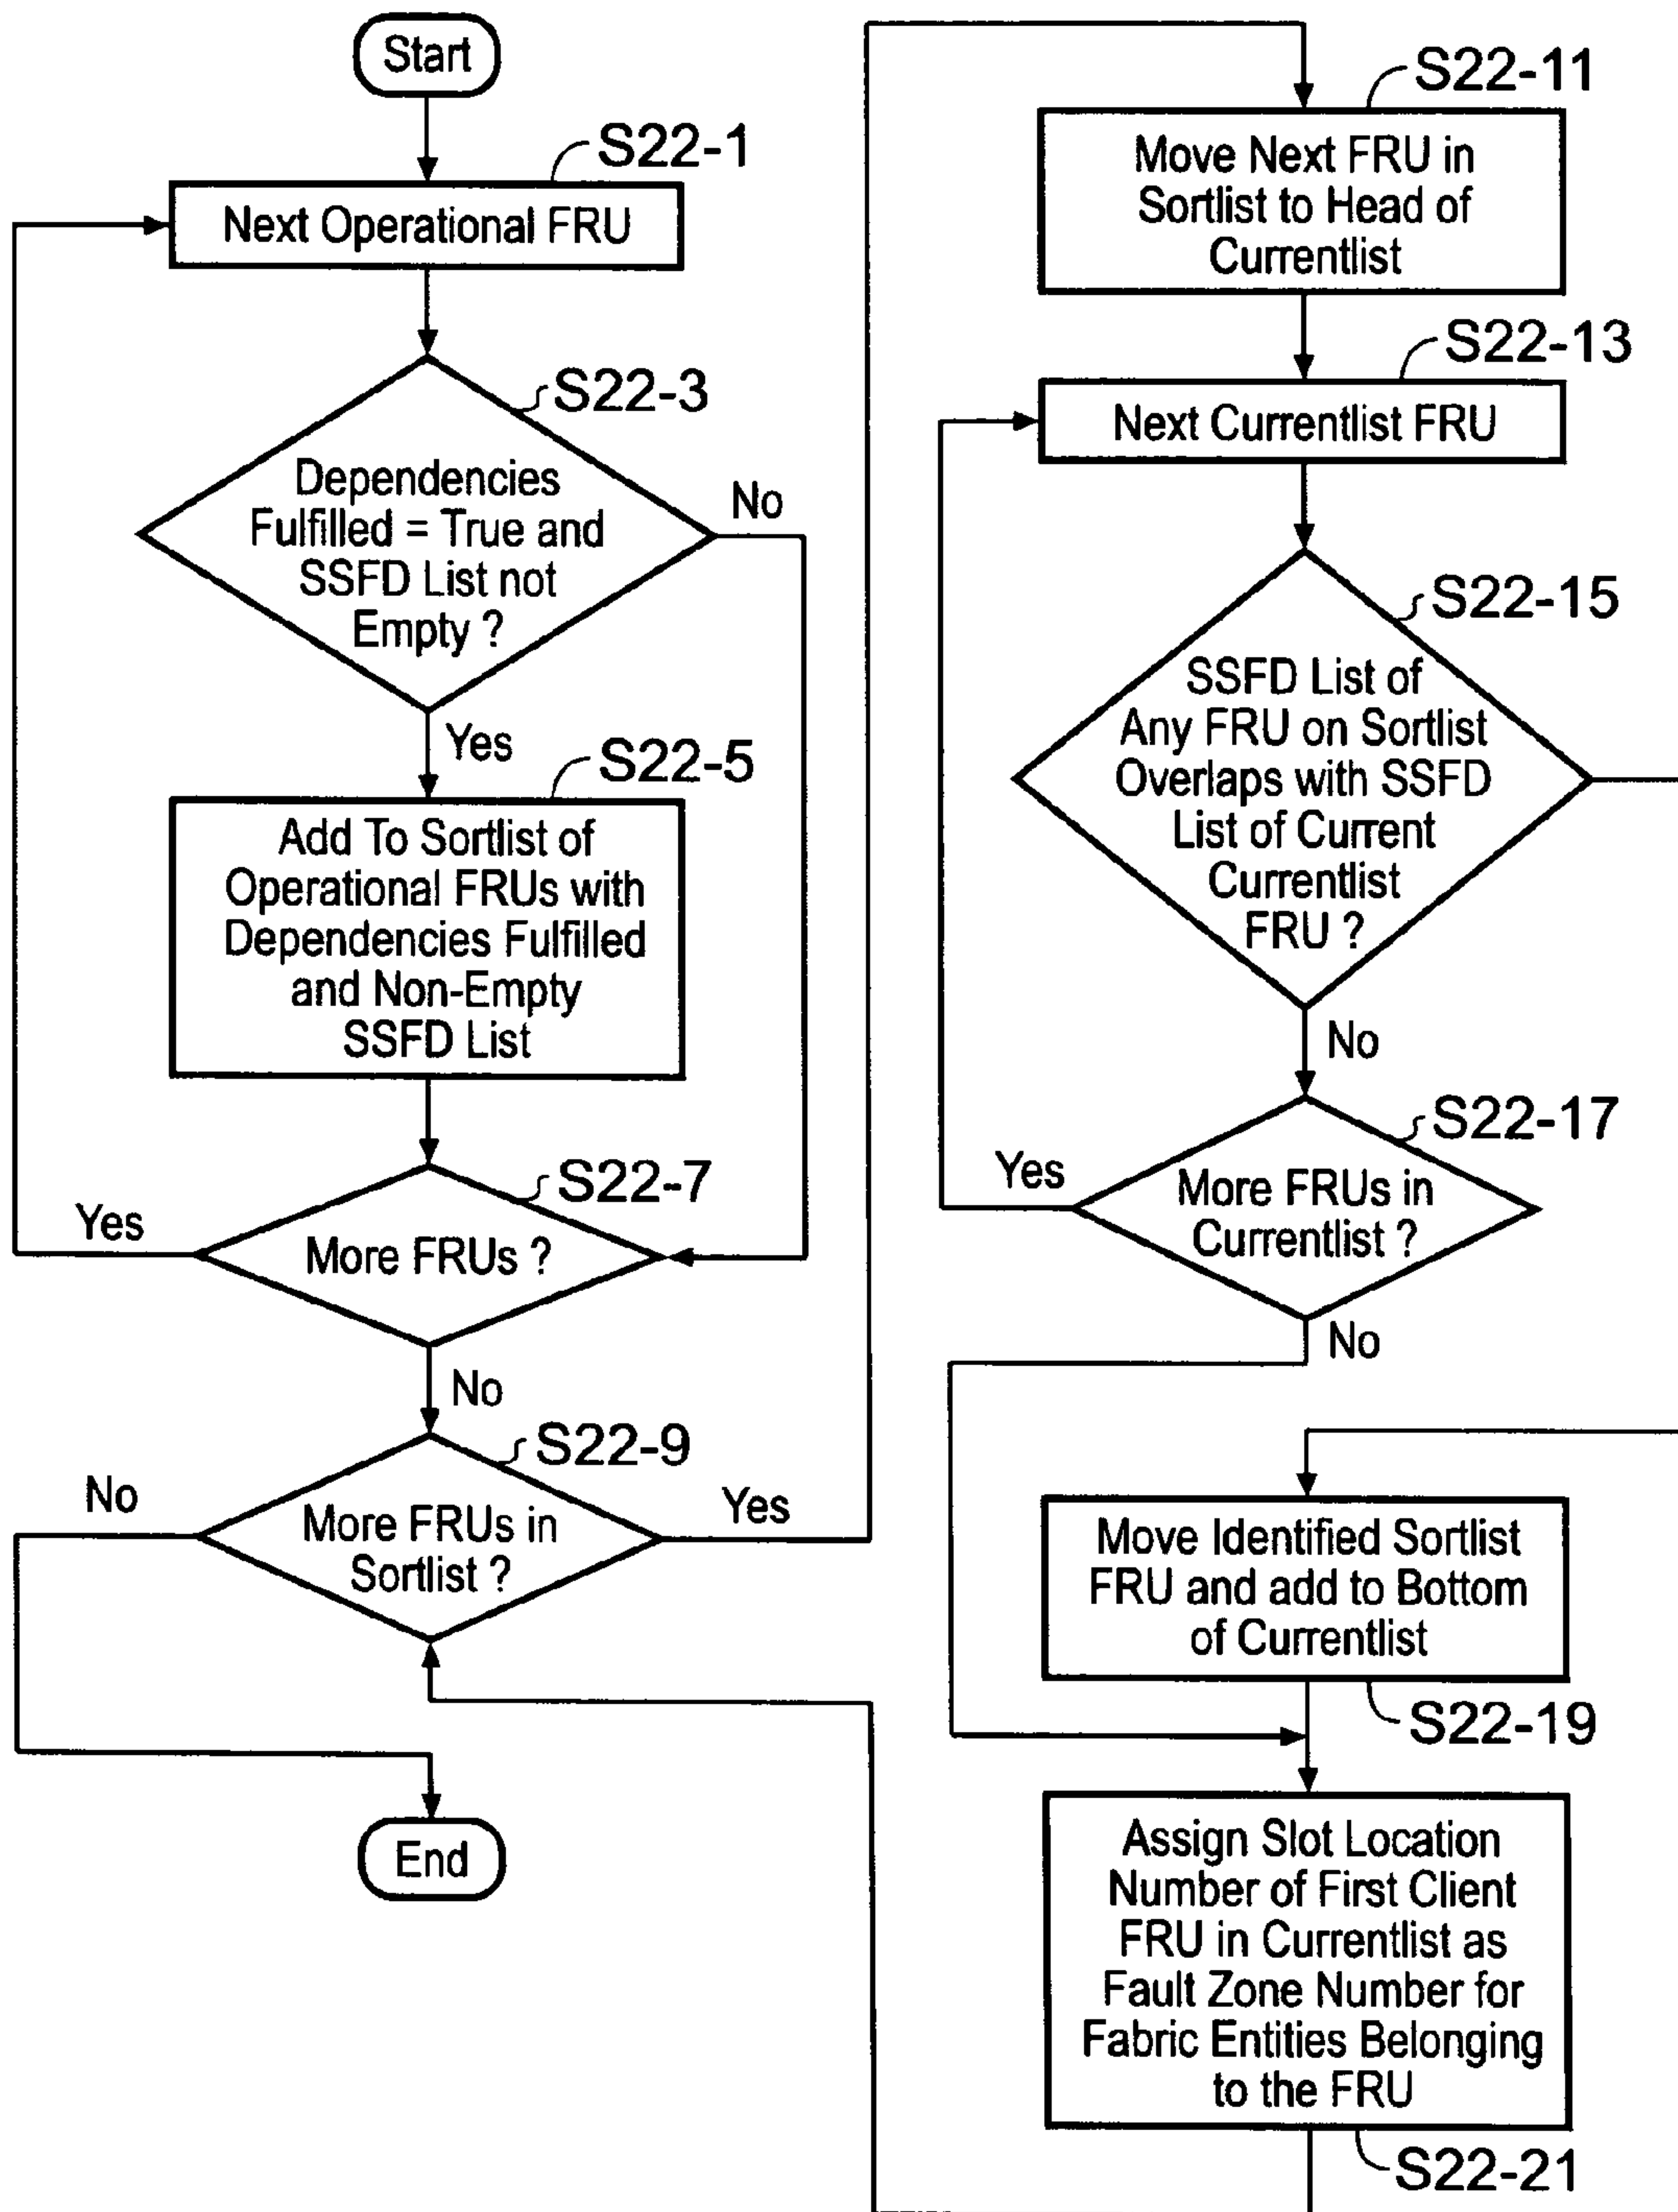 Start
S22-1
Next Operational FRU
S22-3
Dependencies
Fulfilled = True and
SSFD List not
Empty ?
No
Yes
S22-5
Add To Sortlist of
Operational FRUs with
Dependencies Fulfilled
and Non-Empty
SSFD List
S22-7
More FRUs ?
Yes
No
S22-9
More FRUs in
Sortlist ?
No
Yes
End
S22-11
Move Next FRU in
Sortlist to Head of
Currentlist
S22-13
Next Currentlist FRU
S22-15
SSFD List of
Any FRU on Sortlist
Overlaps with SSFD
List of Current
Currentlist
FRU ?
No
S22-17
More FRUs in
Currentlist ?
Yes
No
Move Identified Sortlist
FRU and add to Bottom
of Currentlist
S22-19
Assign Slot Location
Number of First Client
FRU in Currentlist as
Fault Zone Number for
Fabric Entities Belonging
to the FRU
S22-21